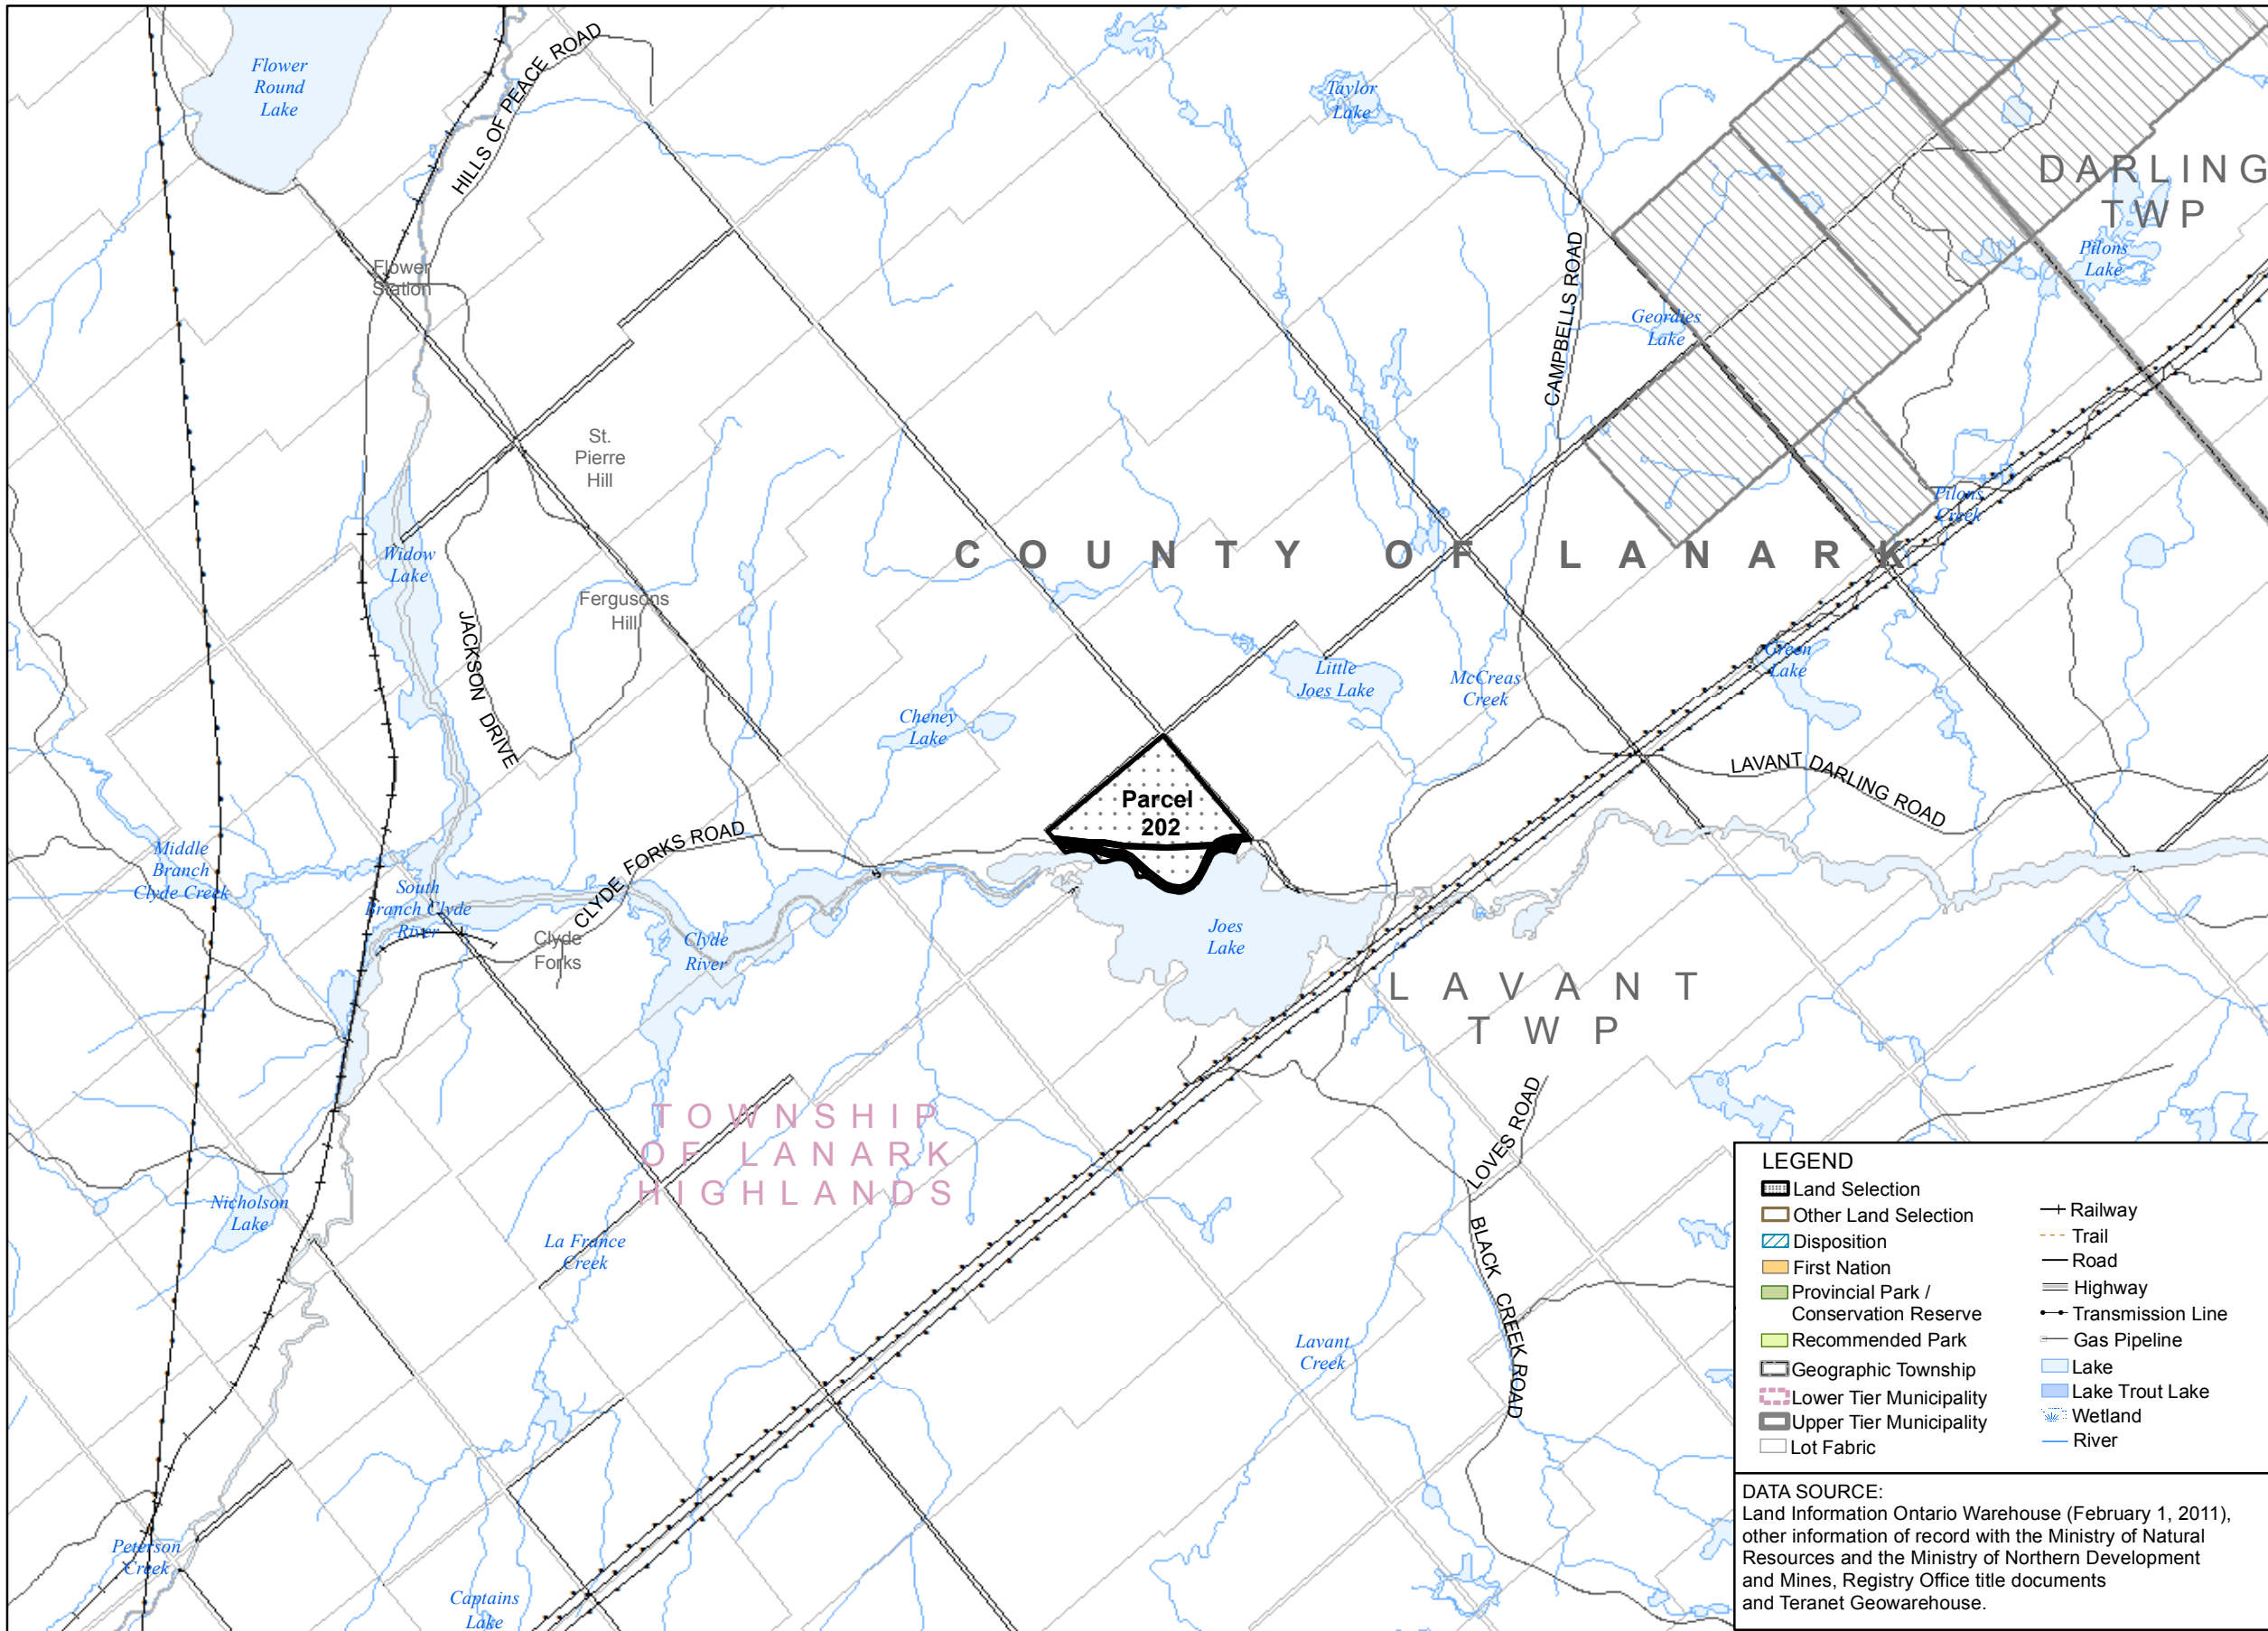 Flower
Round
Lake
HILLS OF PEACE ROAD
Taylor
Lake
DARLING
TWP
Pilons
Lake
Flower
Station
CAMPBELLS ROAD
Geordies
Lake
St.
Pierre
Hill
Pilons
Creek
Widow
Lake
COUNTY OF LANARK
Fergusons
Hill
JACKSON DRIVE
Little
Joes Lake
McCreas
Creek
Green
Lake
Cheney
Lake
LAVANT DARLING ROAD
Parcel
202
CLYDE FORKS ROAD
Middle
Branch
Clyde Creek
South
Branch Clyde
River
Clyde
Forks
Clyde
River
Joes
Lake
LAVANT
TWP
TOWNSHIP
OF LANARK
HIGHLANDS
LOVES ROAD
Nicholson
Lake
La France
Creek
BLACK CREEK ROAD
Lavant
Creek
Peterson
Creek
Captains
Lake
LEGEND
Land Selection
Other Land Selection
Disposition
First Nation
Provincial Park /
Conservation Reserve
Recommended Park
Geographic Township
Lower Tier Municipality
Upper Tier Municipality
Lot Fabric
Railway
Trail
Road
Highway
Transmission Line
Gas Pipeline
Lake
Lake Trout Lake
Wetland
River
DATA SOURCE:
Land Information Ontario Warehouse (February 1, 2011),
other information of record with the Ministry of Natural
Resources and the Ministry of Northern Development
and Mines, Registry Office title documents
and Teranet Geowarehouse.